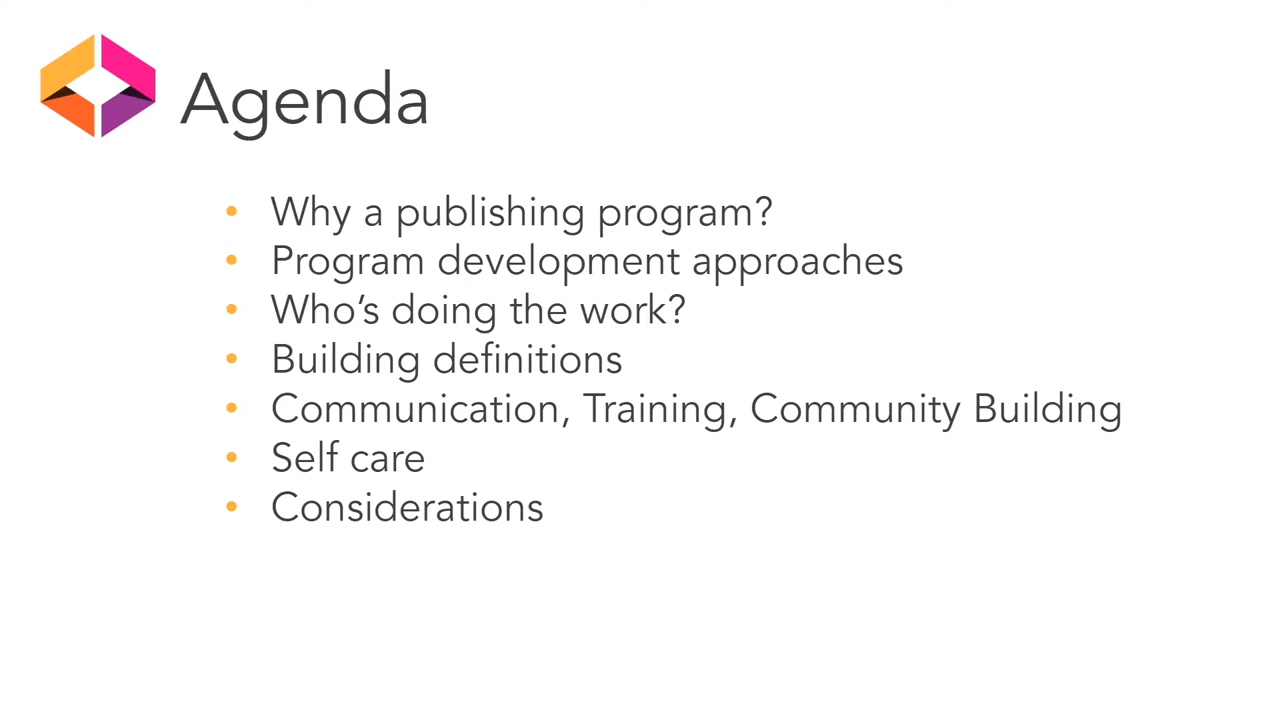 Agenda
• Why a publishing program?
• Program development approaches
• Who’s doing the work?
• Building definitions
• Communication, Training, Community Building
• Self care
• Considerations